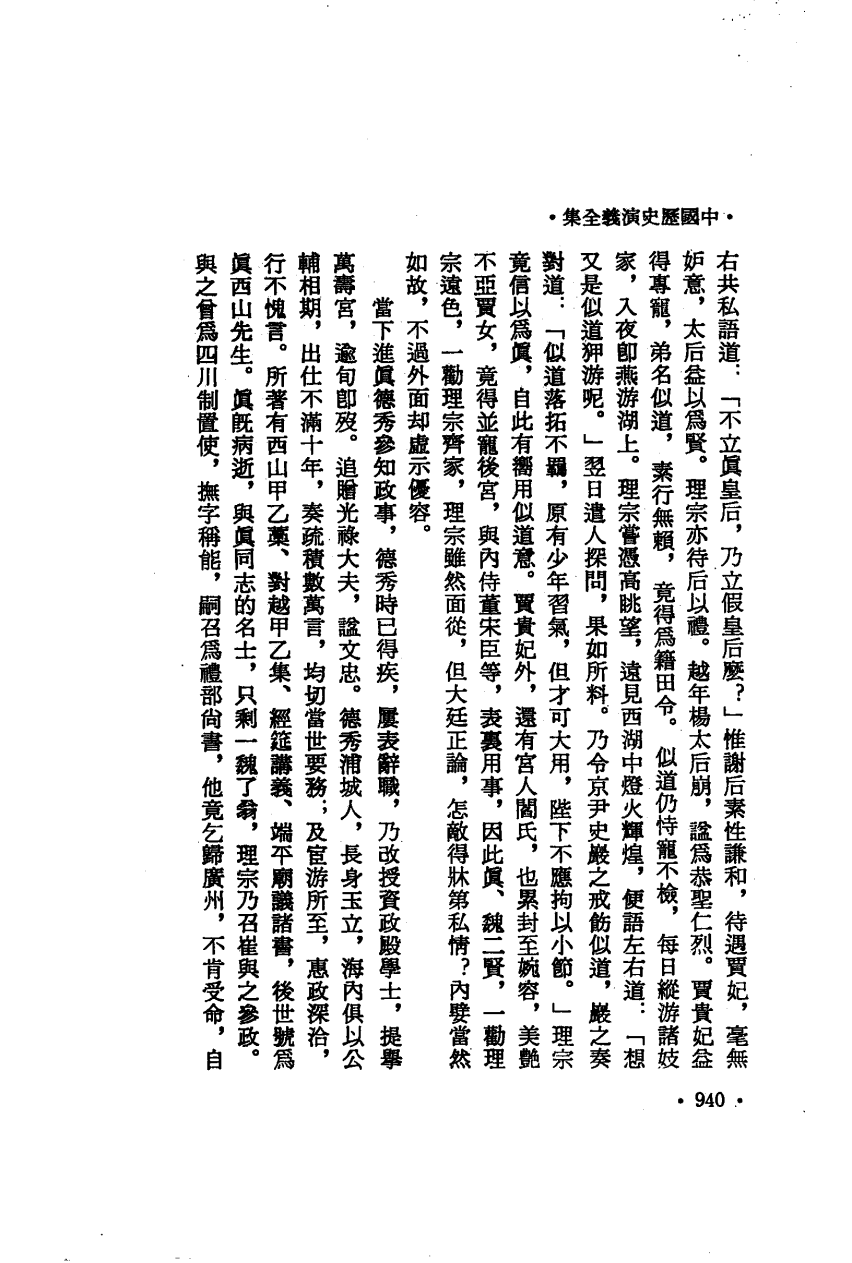 •中國歷史演義全集•
右共私語道：「不立眞皇后，乃立假皇后麼？」惟謝后素性謙和，待遇賈妃，毫無
妒意，太后益以爲賢。理宗亦待后以禮。越年楊太后崩，諡爲恭聖仁烈。賈貴妃益
得專寵，弟名似道，素行無賴，竟得爲籍田令。似道仍恃寵不檢，每日縱游諸妓
家，入夜卽燕游湖上。理宗嘗憑高眺望，遠見西湖中燈火輝煌，便語左右道：「想
又是似道狎游呢。」翌日遣人探問，果如所料。乃令京尹史巖之戒飭似道，巖之奏
對道：「似道落拓不羈，原有少年習氣，但才可大用，陛下不應拘以小節。」理宗
竟信以爲眞，自此有嚮用似道意。賈貴妃外，還有宮人閻氏，也累封至婉容，美艷
不亞賈女，竟得並寵後宮，與內侍董宋臣等，表裏用事，因此眞、魏二賢，一勸理
宗遠色，一勸理宗齊家，理宗雖然面從，但大廷正論，怎敵得牀第私情？內嬖當然
如故，不過外面却虛示優容。
當下進眞德秀參知政事，德秀時已得疾，屢表辭職，乃改授資政殿學士，提舉
萬壽宮，逾旬卽歿。追贈光祿大夫，諡文忠。德秀浦城人，長身玉立，海內俱以公
輔相期，出仕不滿十年，奏疏積數萬言，均切當世要務；及宦游所至，惠政深洽，
行不愧言。所著有西山甲乙藁、對越甲乙集、經筵講義、端平廟議諸書，後世號爲
眞西山先生。眞旣病逝，與眞同志的名士，只剩一魏了翁，理宗乃召崔與之參政。
與之曾爲四川制置使，撫字稱能，嗣召爲禮部尙書，他竟乞歸廣州，不肯受命，自
•940•